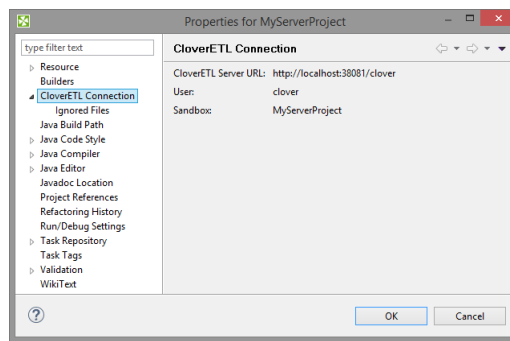 Properties for MyServerProject
type filter text
Resource
Builders
CloverETL Connection
Ignored Files
Java Build Path
Java Code Style
Java Compiler
Java Editor
Javadoc Location
Project References
Refactoring History
Run/Debug Settings
Task Repository
Task Tags
Validation
WikiText
CloverETL Connection
CloverETL Server URL: http://localhost:38081/clover
User: clover
Sandbox: MyServerProject
OK Cancel